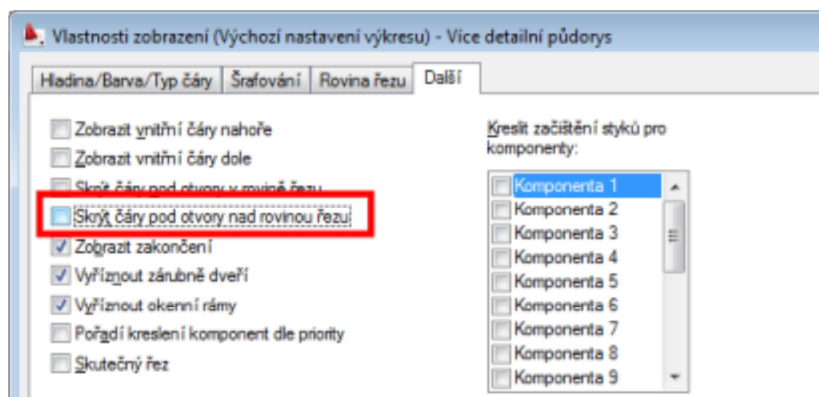 Vlastnosti zobrazení (Výchozí nastavení výkresu) - Více detailní půdorys
Hladina/Barva/Typ čáry Šrafování Rovina řezu Další
Zobrazit vnitřní čáry nahoře
Zobrazit vnitřní čáry dole
Skrýt čáry pod otvory v rovině řezu
Skrýt čáry pod otvory nad rovinou řezu
Zobrazit zakončení
Vyříznout zárubně dveří
Vyříznout okenní rámy
Pořadí kreslení komponent dle priority
Skutečný řez
Kreslit začištění styků pro
komponenty:
Komponenta 1
Komponenta 2
Komponenta 3
Komponenta 4
Komponenta 5
Komponenta 6
Komponenta 7
Komponenta 8
Komponenta 9